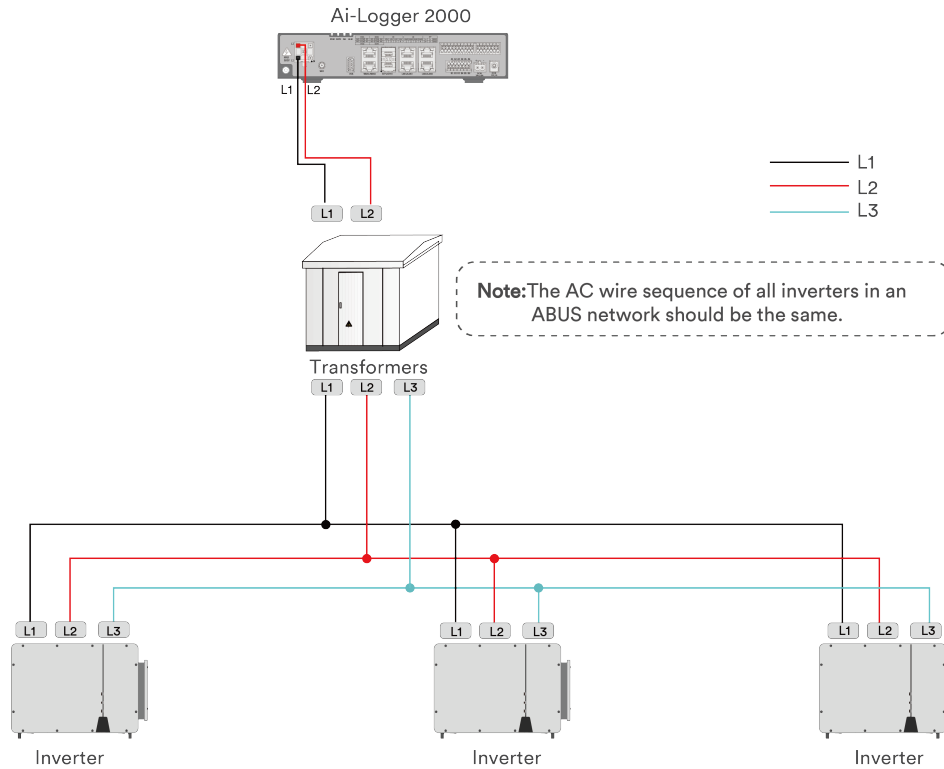 Ai-Logger 2000
L1 L2
L1
L2
L3
L1 L2
Note:The AC wire sequence of all inverters in an
ABUS network should be the same.
Transformers
L1 L2 L3
L1 L2 L3
L1 L2 L3
L1 L2 L3
Inverter
Inverter
Inverter